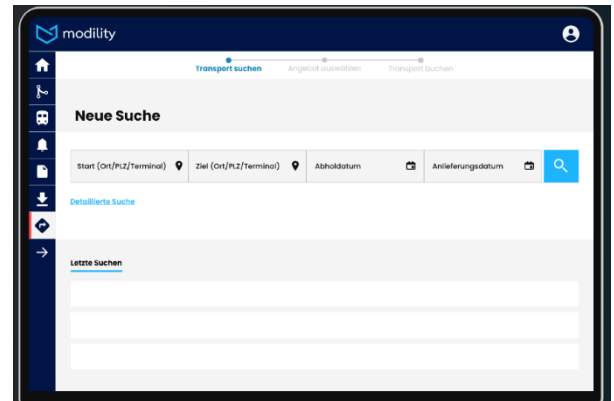 modility
Transport suchen Angebot auswählen Transport buchen
Neue Suche
Start (Ort/PLZ/Terminal) Ziel (Ort/PLZ/Terminal) Abholdatum Anlieferungsdatum
Detaillierte Suche
Letzte Suchen